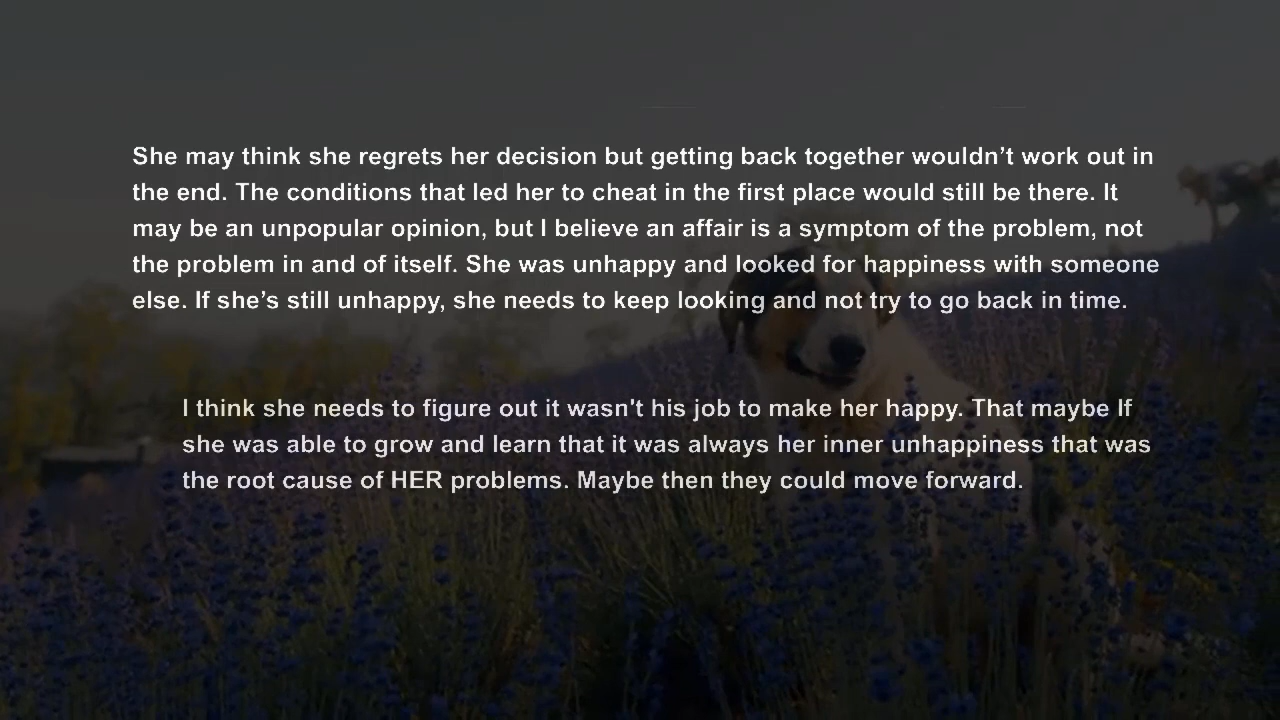 She may think she regrets her decision but getting back together wouldn’t work out in
the end. The conditions that led her to cheat in the first place would still be there. It
may be an unpopular opinion, but I believe an affair is a symptom of the problem, not
the problem in and of itself. She was unhappy and looked for happiness with someone
else. If she’s still unhappy, she needs to keep looking and not try to go back in time.
I think she needs to figure out it wasn't his job to make her happy. That maybe If
she was able to grow and learn that it was always her inner unhappiness that was
the root cause of HER problems. Maybe then they could move forward.